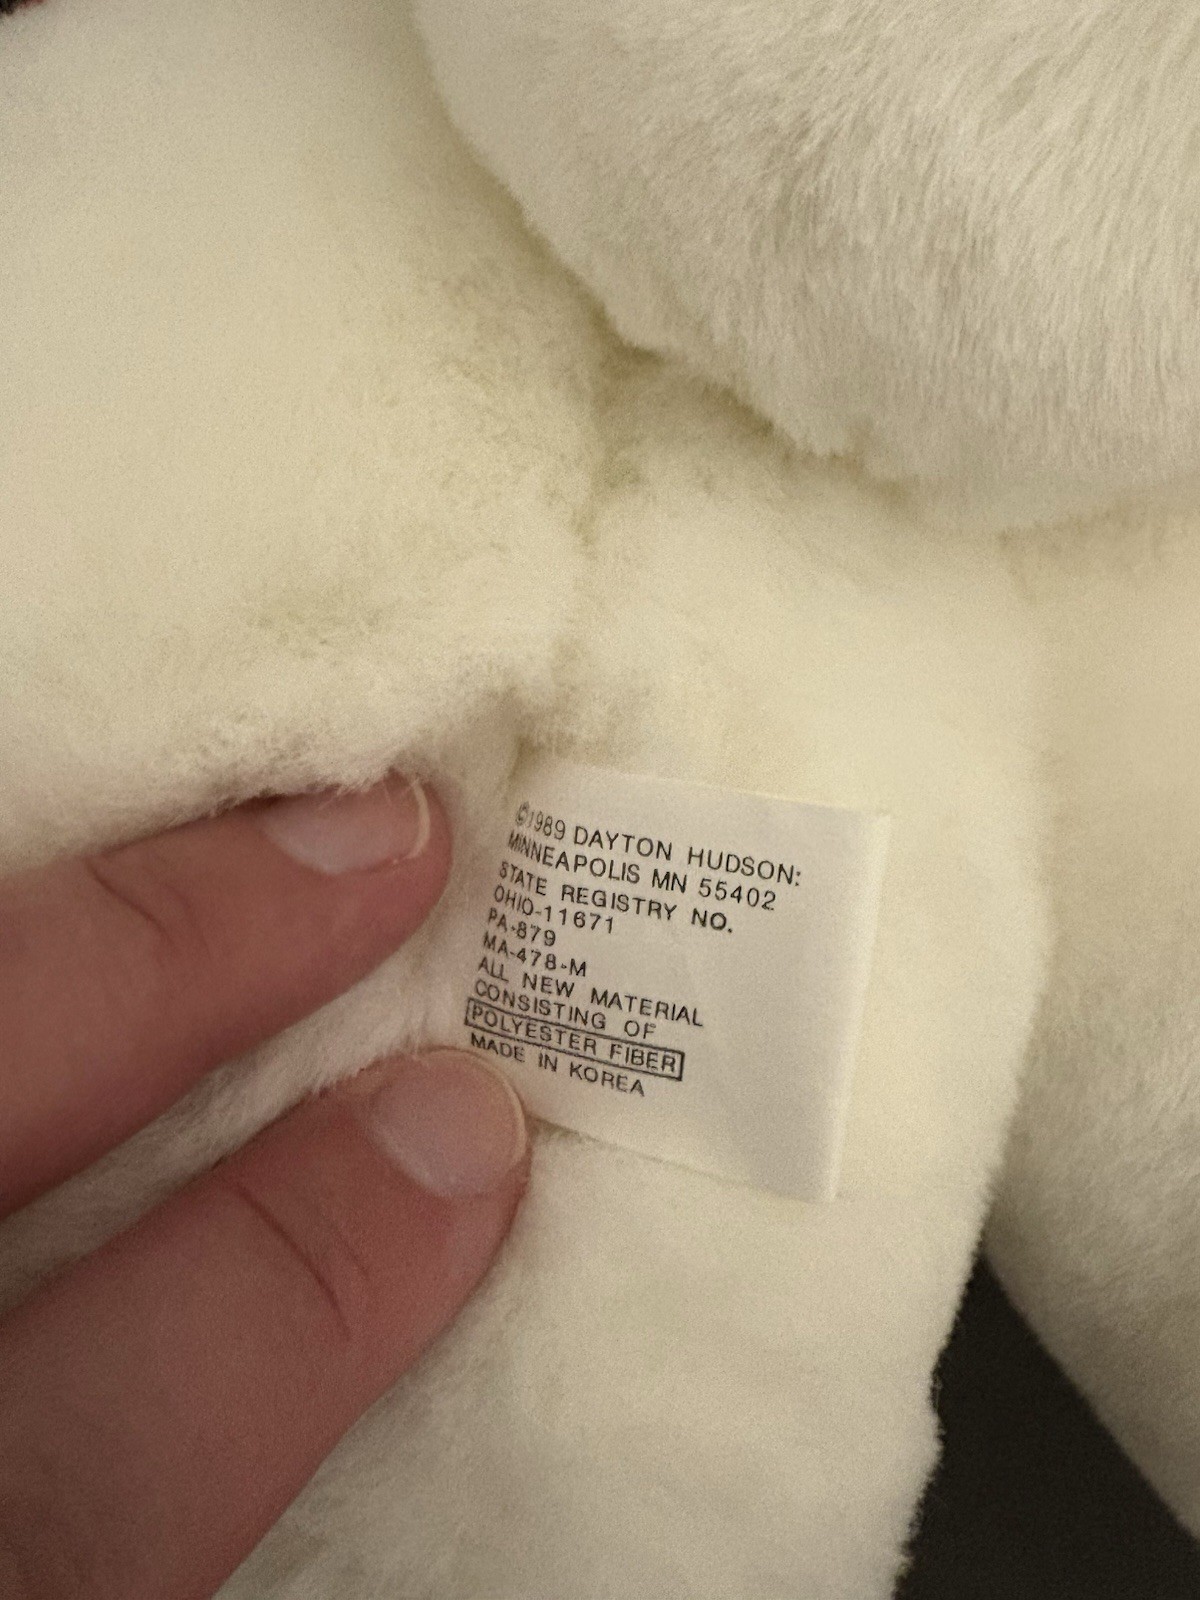 ©1989 DAYTON HUDSON:
MINNEAPOLIS MN 55402
STATE REGISTRY NO.
OHIO-11671
PA-879
MA-478-M
ALL NEW MATERIAL
CONSISTING OF
POLYESTER FIBER
MADE IN KOREA